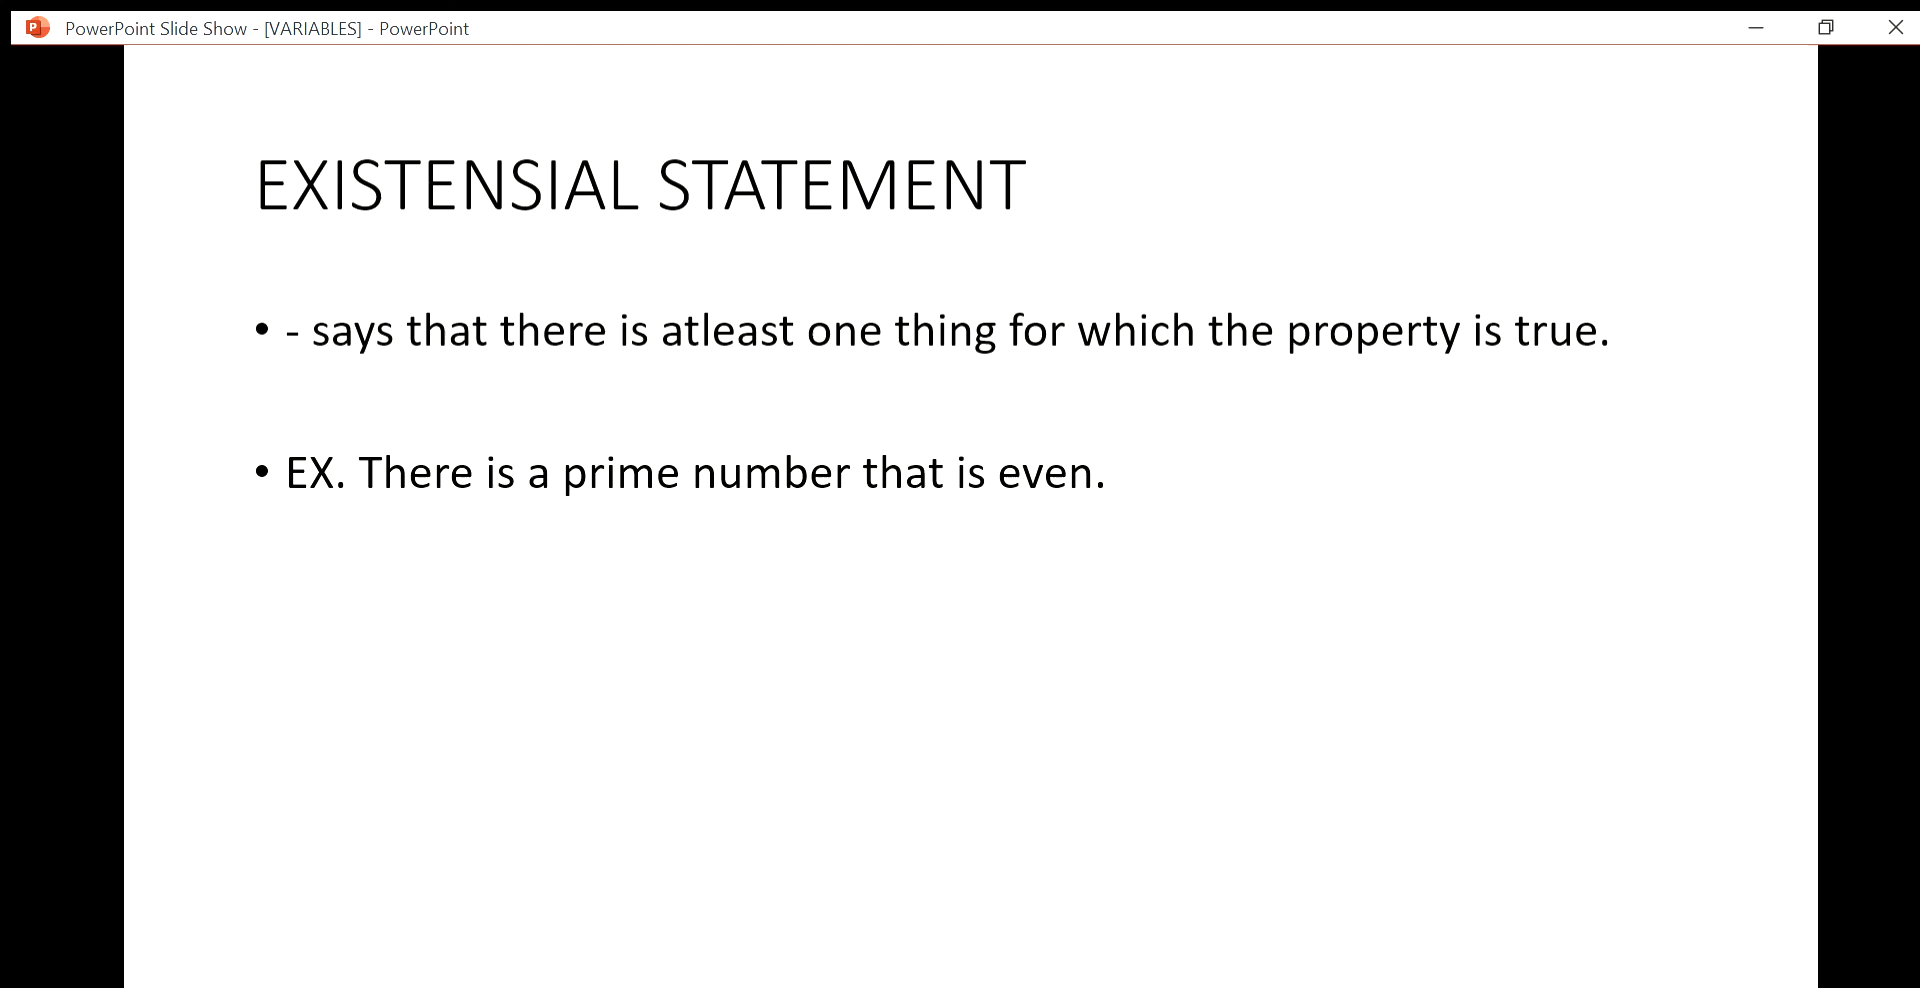 PowerPoint Slide Show - [VARIABLES] - PowerPoint
EXISTENSIAL STATEMENT
• - says that there is atleast one thing for which the property is true.
• EX. There is a prime number that is even.